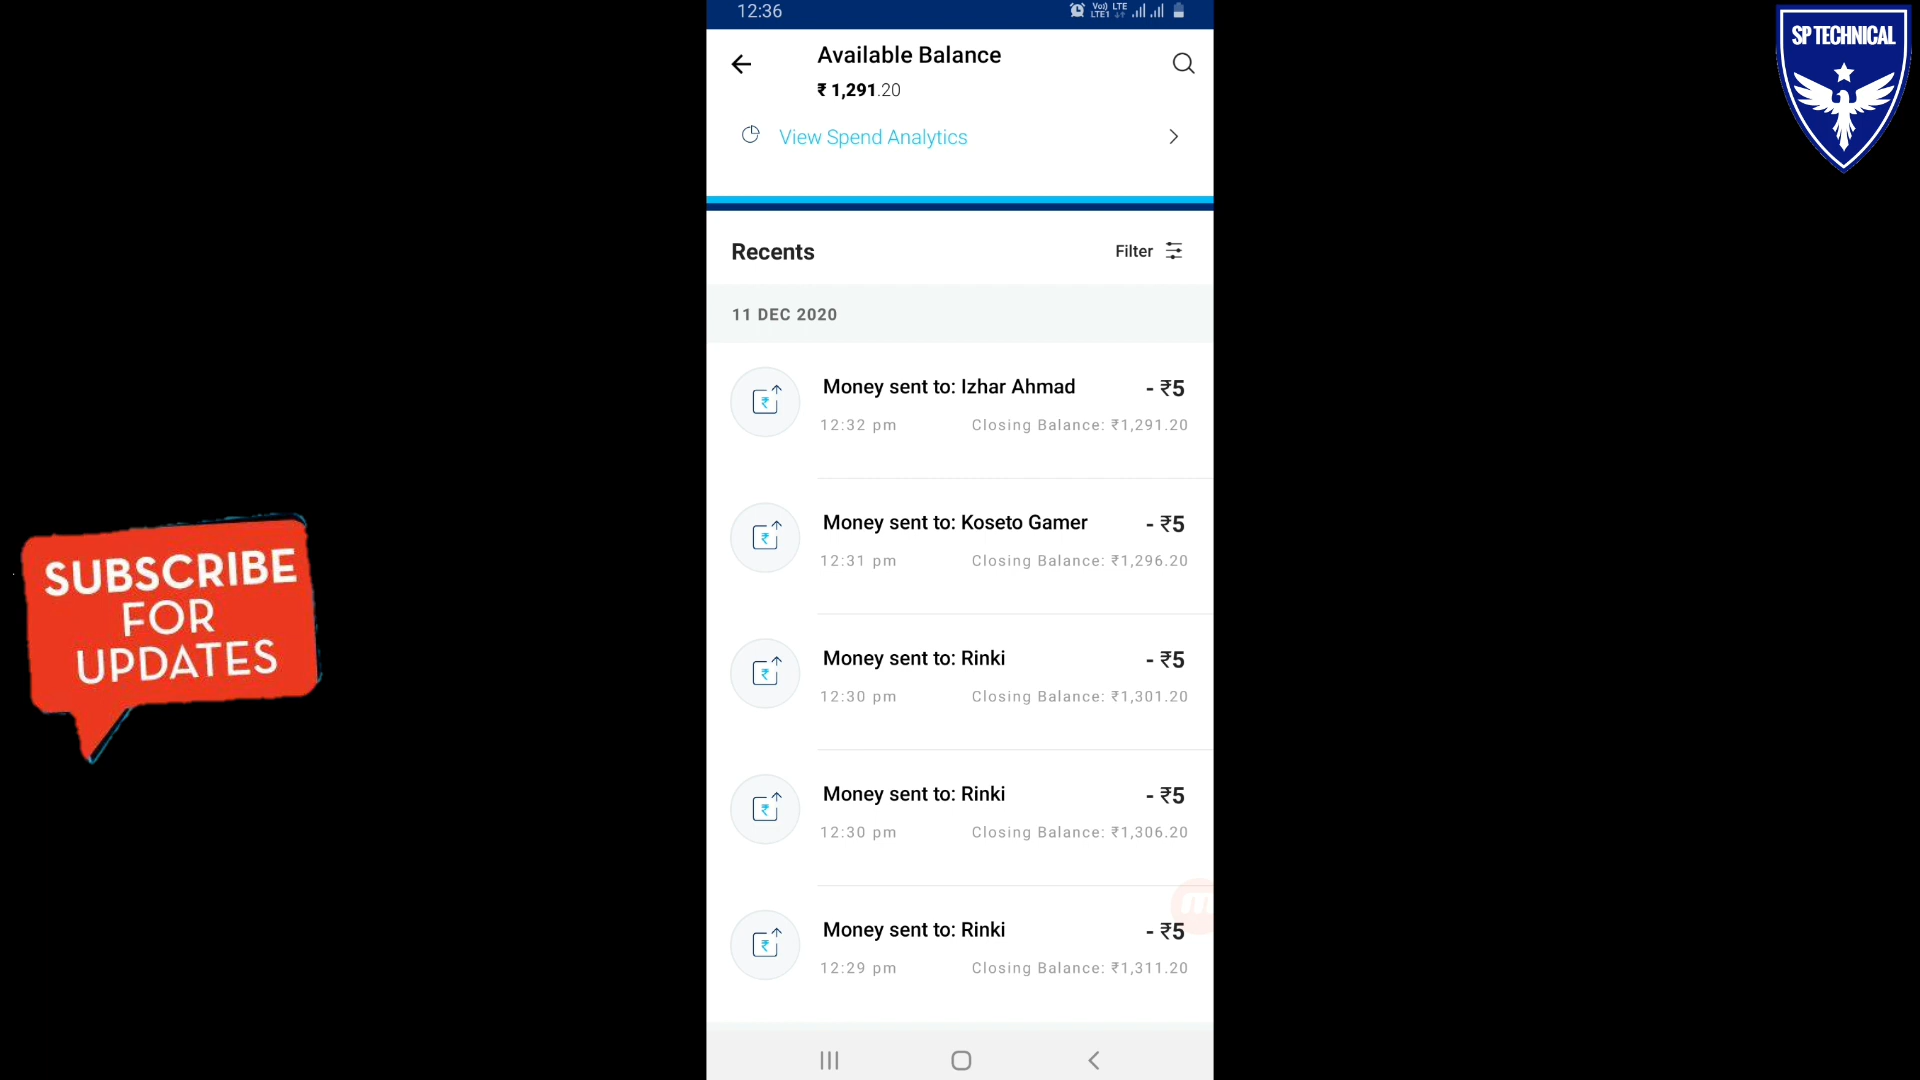 12:36
Vo) LTE
LTE1
Available Balance
₹ 1,291.20
View Spend Analytics
Recents
Filter
11 DEC 2020
Money sent to: Izhar Ahmad - ₹5
12:32 pm Closing Balance: ₹1,291.20
Money sent to: Koseto Gamer - ₹5
12:31 pm Closing Balance: ₹1,296.20
Money sent to: Rinki - ₹5
12:30 pm Closing Balance: ₹1,301.20
Money sent to: Rinki - ₹5
12:30 pm Closing Balance: ₹1,306.20
Money sent to: Rinki - ₹5
12:29 pm Closing Balance: ₹1,311.20
SUBSCRIBE
FOR
UPDATES
SP TECHNICAL